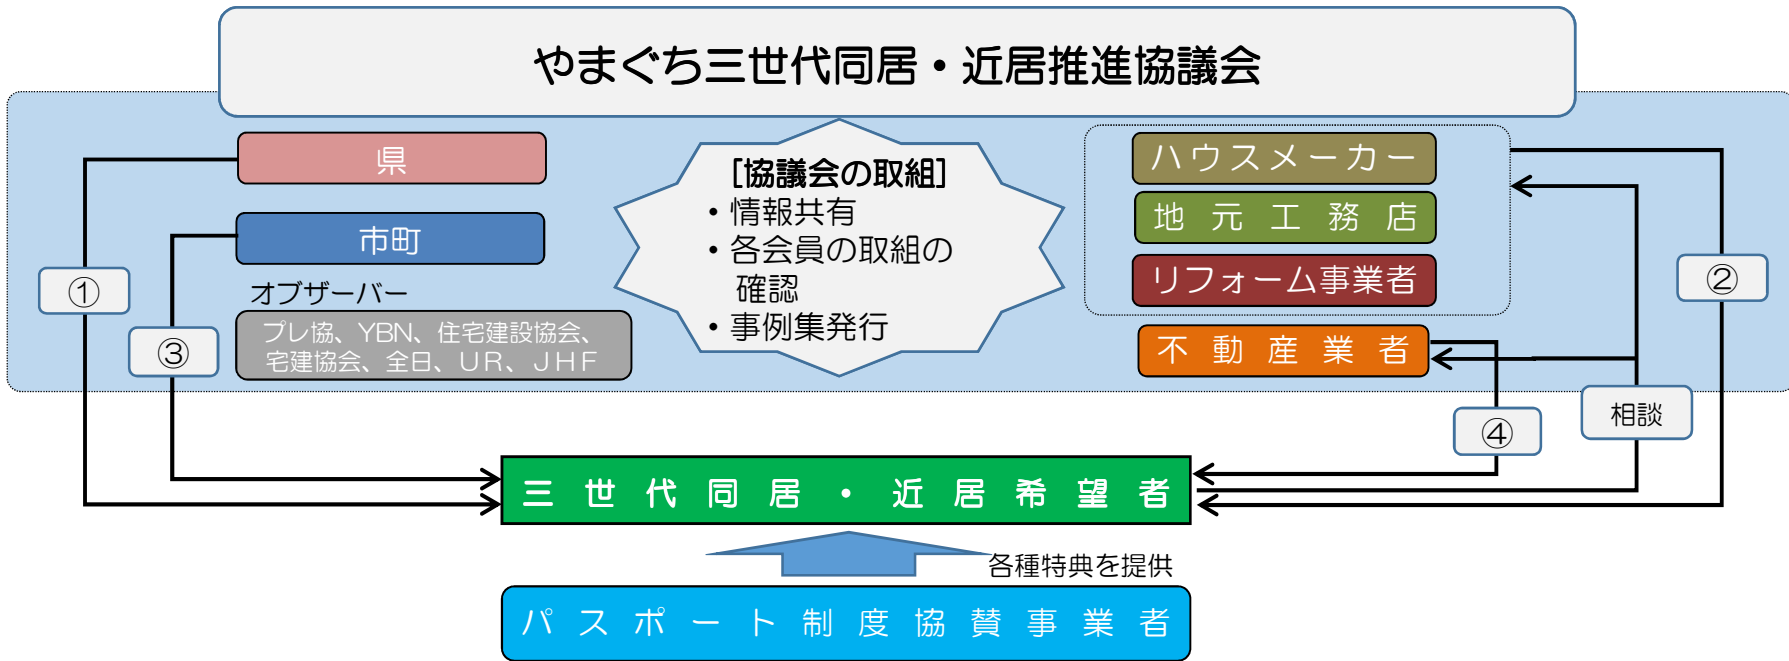 やまぐち三世代同居・近居推進協議会
県
市町
オブザーバー
プレ協、YBN、住宅建設協会、
宅建協会、全日、ＵＲ、ＪＨＦ
［協議会の取組］
・情報共有
・各会員の取組の
確認
・事例集発行
ハウスメーカー
地元工務店
リフォーム事業者
不動産業者
①
③
②
④
相談
三世代同居・近居希望者
各種特典を提供
パスポート制度協賛事業者